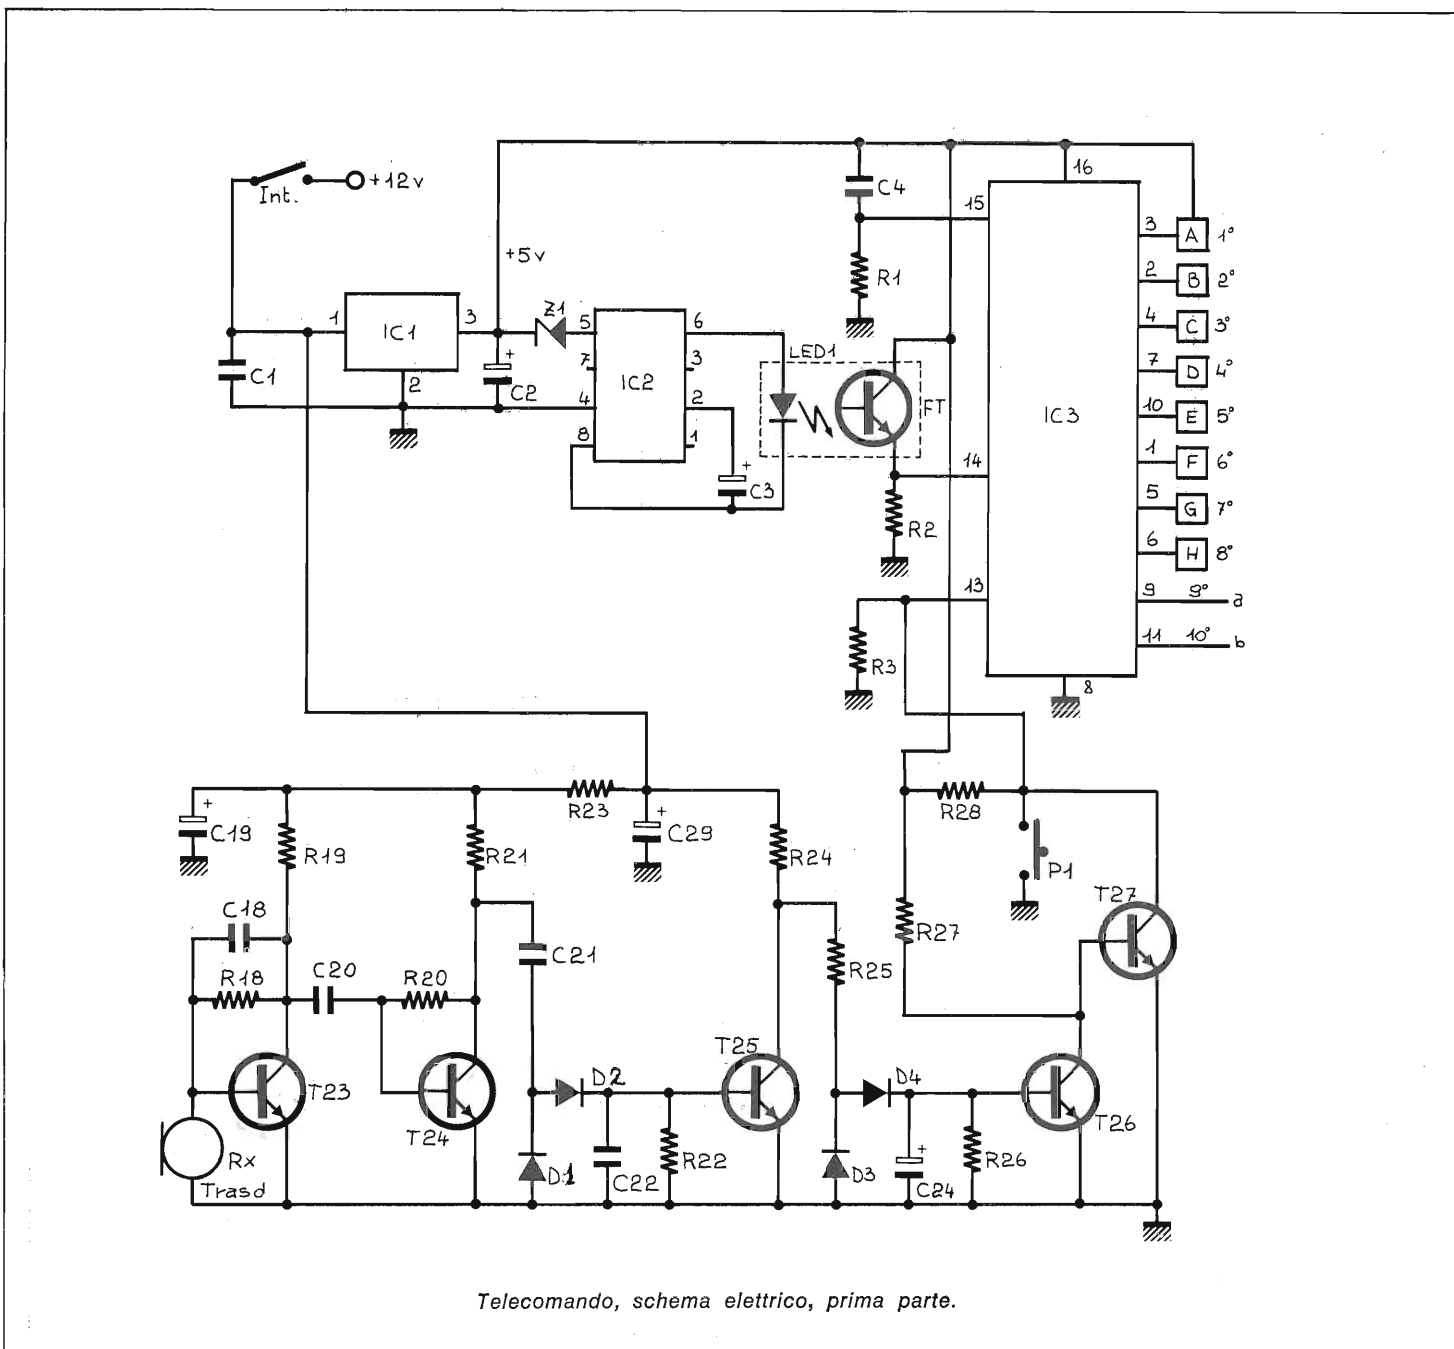 Int.
+12v
+5v
1
IC1
3
2
C1
C2
+
Z1
5
7
4
8
IC2
6
3
2
1
+
C3
LED1
FT
C4
R1
R2
R3
15
14
13
16
IC3
8
3 A 1°
2 B 2°
4 C 3°
7 D 4°
10 E 5°
1 F 6°
5 G 7°
6 H 8°
9 9° a
11 10° b
+
C19
R19
R21
R23
+
C29
R24
R28
P1
T27
C18
R18
C20
R20
C21
R25
R27
T23
T24
D2
T25
D4
T26
Rx
Trasd
D1
C22
R22
D3
+
C24
R26
Telecomando, schema elettrico, prima parte.